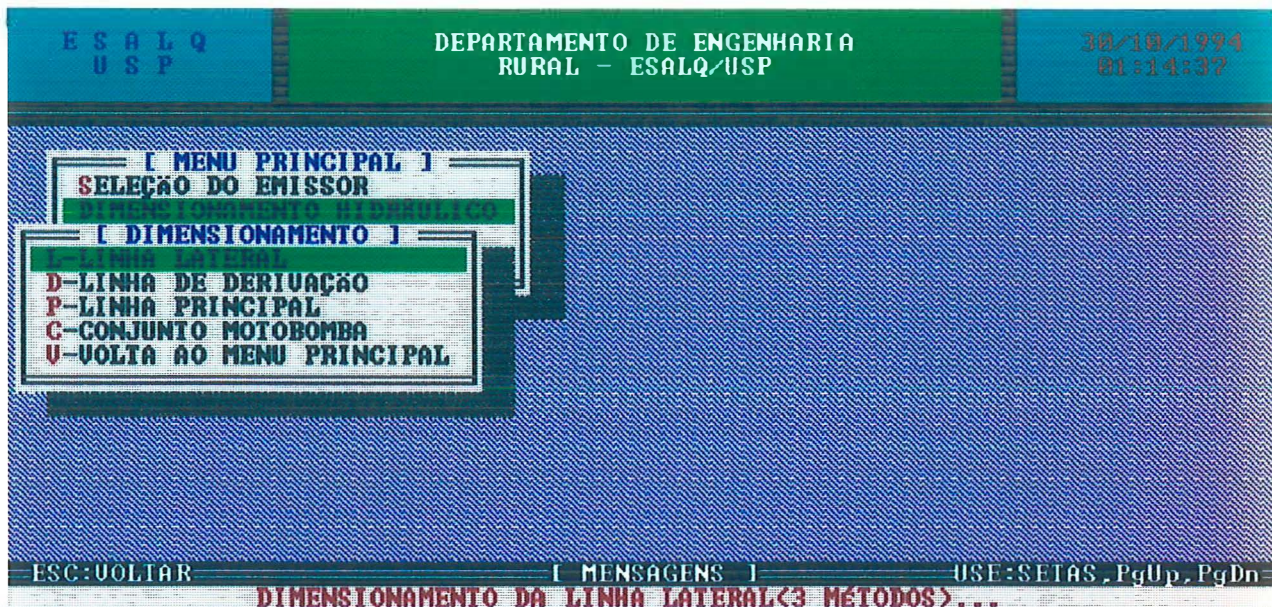 E S A L Q
U S P
DEPARTAMENTO DE ENGENHARIA
RURAL - ESALQ/USP
30/10/1994
01:14:37
[ MENU PRINCIPAL ]
SELEÇÃO DO EMISSOR
DIMENSIONAMENTO HIDRÁULICO
[ DIMENSIONAMENTO ]
L-LINHA LATERAL
D-LINHA DE DERIVAÇÃO
P-LINHA PRINCIPAL
C-CONJUNTO MOTOBOMBA
V-VOLTA AO MENU PRINCIPAL
ESC:VOLTAR
[ MENSAGENS ]
USE:SETAS,PgUp,PgDn
DIMENSIONAMENTO DA LINHA LATERAL(3 MÉTODOS)...